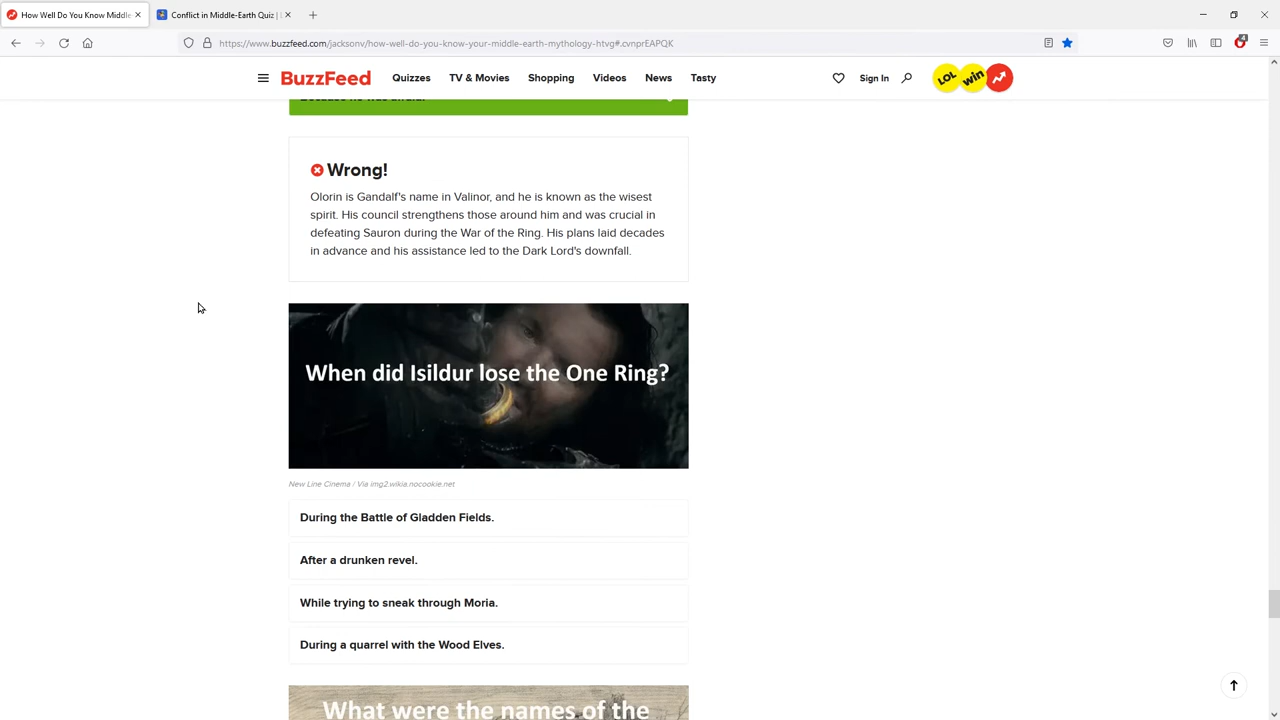 How Well Do You Know Middle
Conflict in Middle-Earth Quiz |
https://www.buzzfeed.com/jacksonv/how-well-do-you-know-your-middle-earth-mythology-htvg#.cvnprEAPQK
BuzzFeed
Quizzes
TV & Movies
Shopping
Videos
News
Tasty
Sign In
LOL
win
Because he was afraid.
Wrong!
Olorin is Gandalf's name in Valinor, and he is known as the wisest
spirit. His council strengthens those around him and was crucial in
defeating Sauron during the War of the Ring. His plans laid decades
in advance and his assistance led to the Dark Lord's downfall.
When did Isildur lose the One Ring?
New Line Cinema / Via img2.wikia.nocookie.net
During the Battle of Gladden Fields.
After a drunken revel.
While trying to sneak through Moria.
During a quarrel with the Wood Elves.
What were the names of the